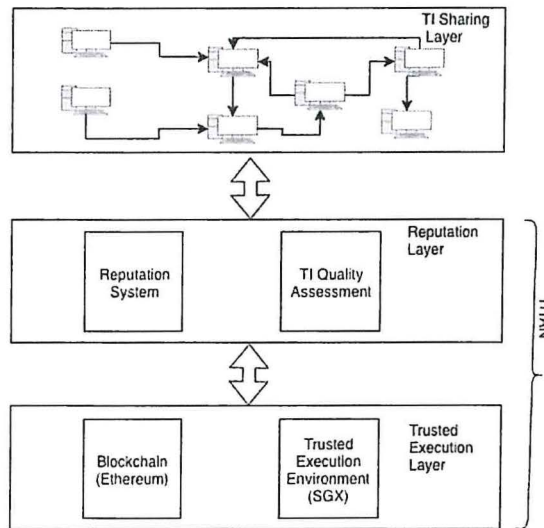 TI Sharing
Layer
Reputation
Layer
Reputation
System
TI Quality
Assessment
Trusted
Execution
Layer
Blockchain
(Ethereum)
Trusted
Execution
Environment
(SGX)